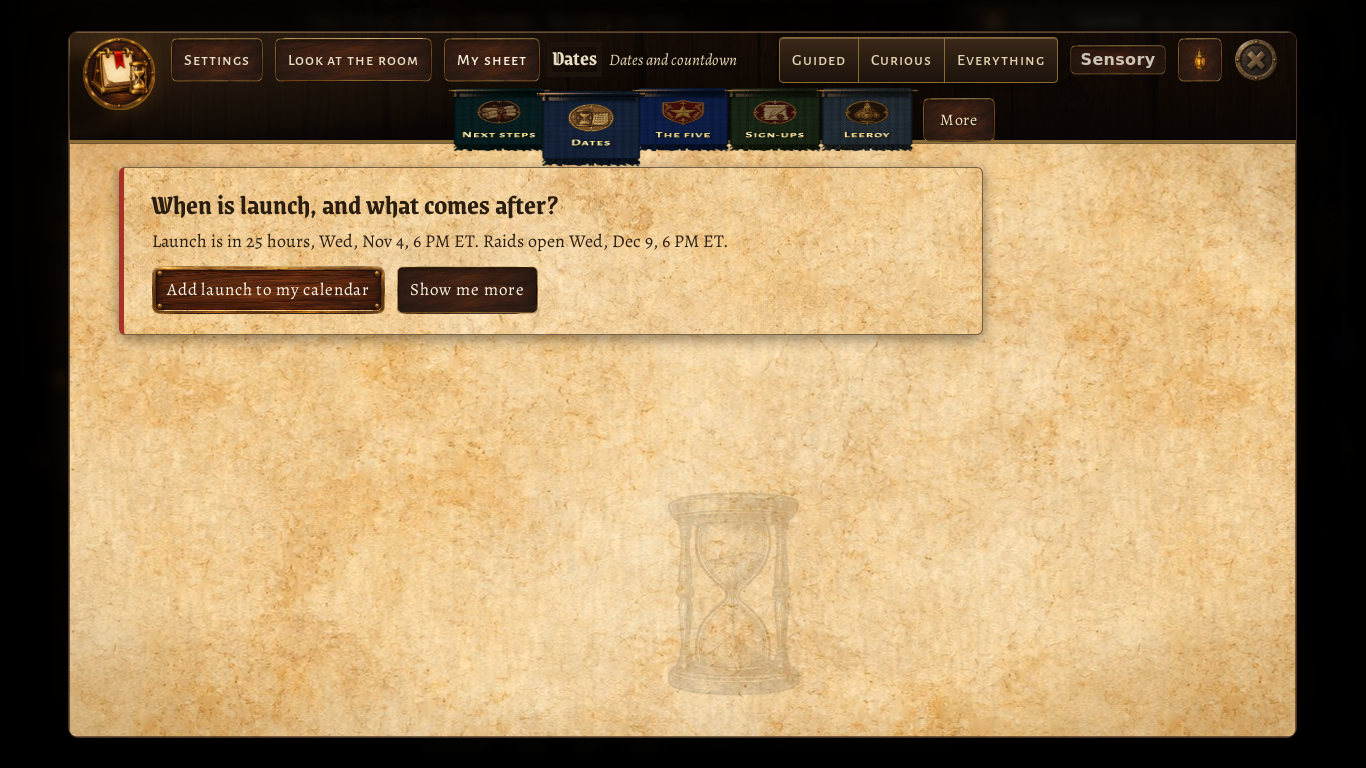 Settings
Look at the room
My sheet
Dates Dates and countdown
Guided Curious Everything
Sensory
Next steps
Dates
The Five
Sign-ups
Leeroy
More
When is launch, and what comes after?
Launch is in 25 hours, Wed, Nov 4, 6 PM ET. Raids open Wed, Dec 9, 6 PM ET.
Add launch to my calendar
Show me more